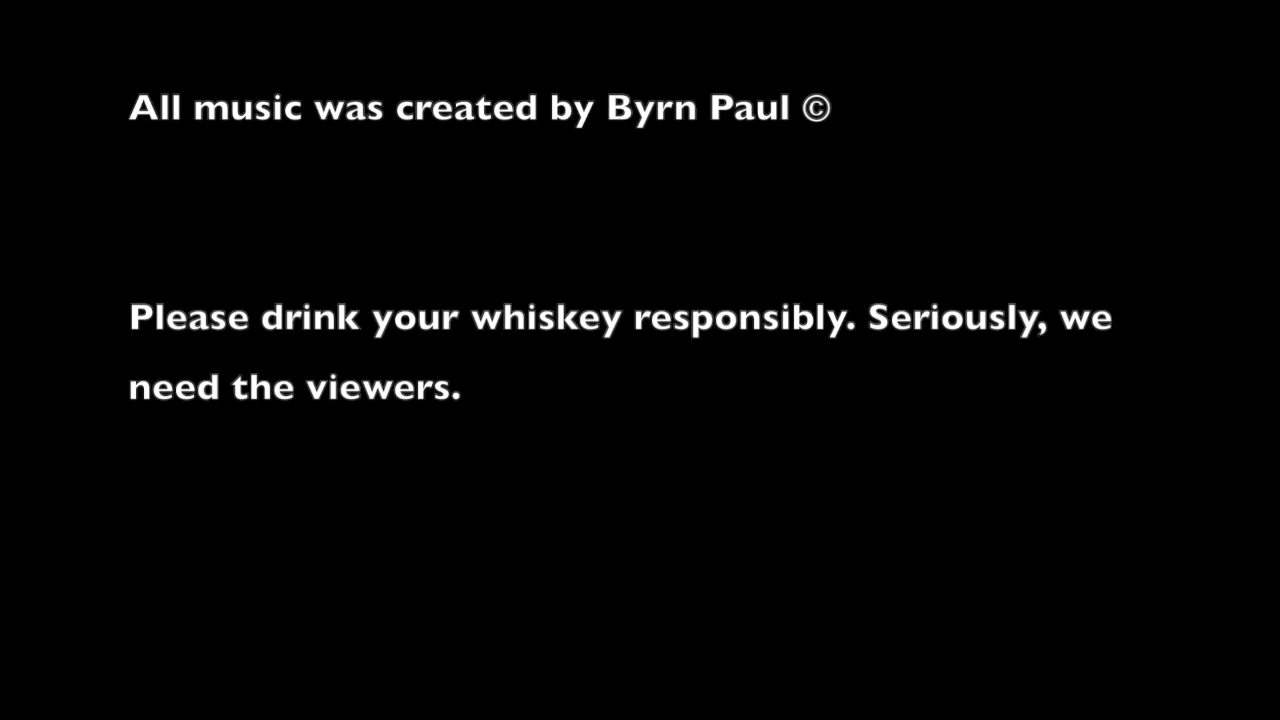 All music was created by Byrn Paul ©
Please drink your whiskey responsibly. Seriously, we
need the viewers.